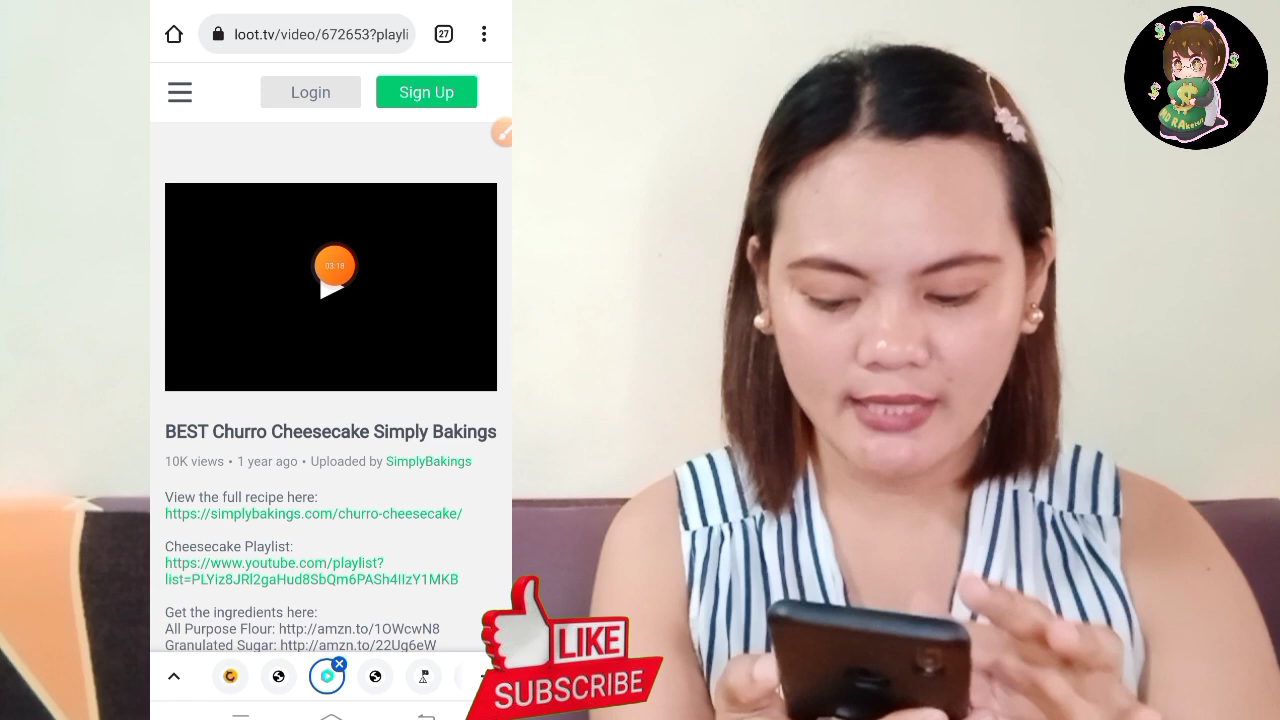 loot.tv/video/672653?playli
27
Login
Sign Up
03:18
BEST Churro Cheesecake Simply Bakings
10K views • 1 year ago • Uploaded by SimplyBakings
View the full recipe here:
https://simplybakings.com/churro-cheesecake/
Cheesecake Playlist:
https://www.youtube.com/playlist?
list=PLYiz8JRl2gaHud8SbQm6PASh4IIzY1MKB
Get the ingredients here:
All Purpose Flour: http://amzn.to/1OWcwN8
Granulated Sugar: http://amzn.to/22Ug6eW
LIKE
SUBSCRIBE